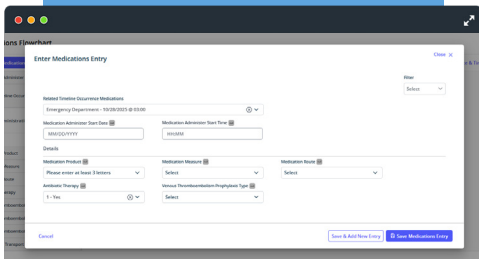 ions Flowchart
Close ×
Enter Medications Entry
Filter
Select
Related Timeline Occurrence Medications
Emergency Department - 10/28/2025 @ 03:00
Medication Administer Start Date
Medication Administer Start Time
MM/DD/YYYY
HH:MM
Details
Medication Product
Medication Measure
Medication Route
Please enter at least 3 letters
Select
Select
Antibiotic Therapy
Venous Thromboembolism Prophylaxis Type
1 - Yes
Select
Cancel
Save & Add New Entry
Save Medications Entry